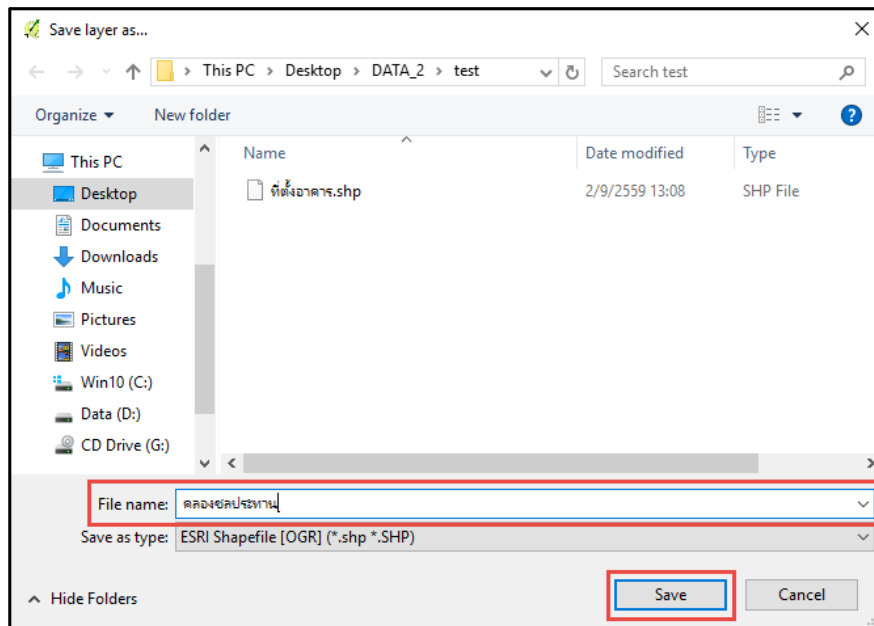 Save layer as...
This PC > Desktop > DATA_2 > test
Search test
Organize
New folder
Name
Date modified
Type
ที่ตั้งอาคาร.shp
2/9/2559 13:08
SHP File
This PC
Desktop
Documents
Downloads
Music
Pictures
Videos
Win10 (C:)
Data (D:)
CD Drive (G:)
File name: คลองชลประทาน
Save as type: ESRI Shapefile [OGR] (*.shp *.SHP)
Hide Folders
Save
Cancel